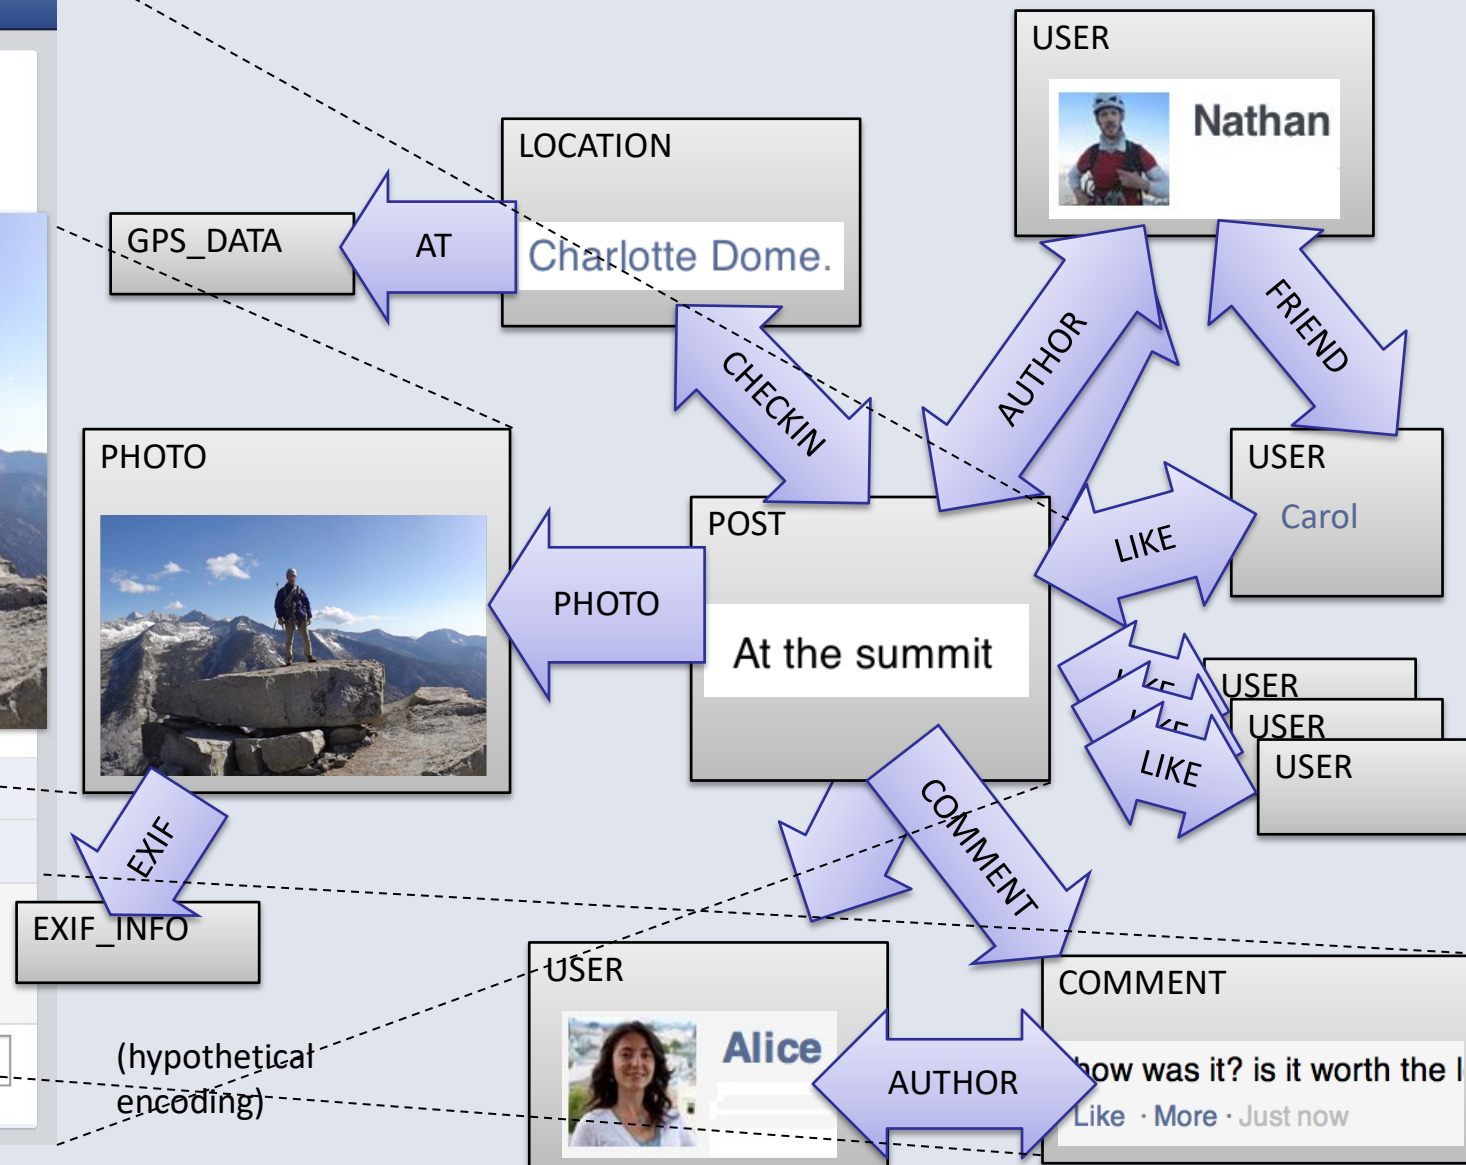 USER
Nathan
LOCATION
Charlotte Dome.
GPS_DATA
AT
CHECKIN
AUTHOR
FRIEND
PHOTO
PHOTO
POST
At the summit
LIKE
USER
Carol
LIKE
USER
LIKE
USER
LIKE
USER
EXIF
EXIF_INFO
COMMENT
(hypothetical
encoding)
USER
Alice
AUTHOR
COMMENT
how was it? is it worth the
Like · More · Just now